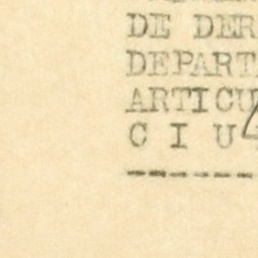 DE DER
DEPART
ARTICU
C I U